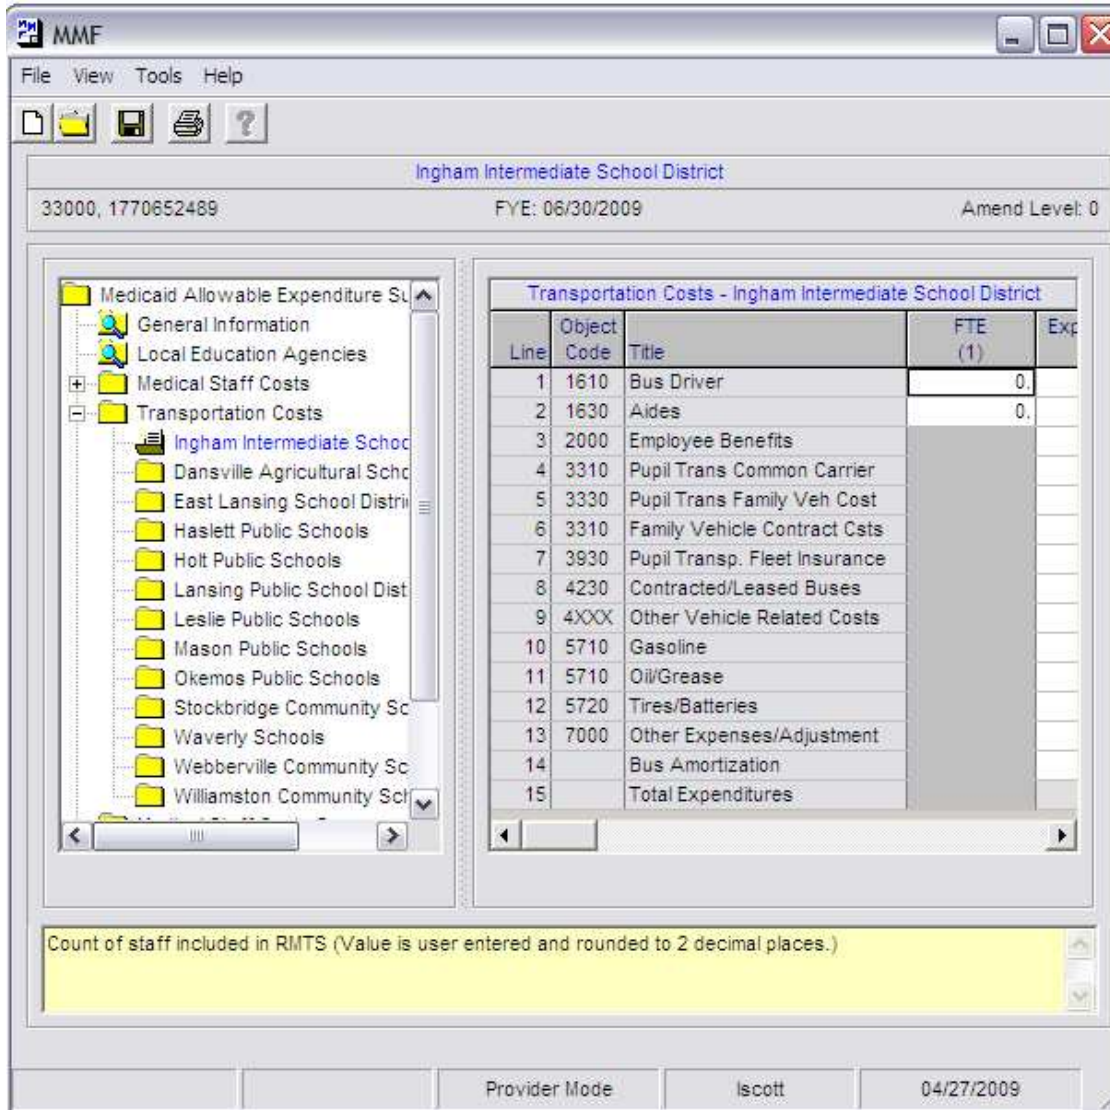 MMF
File View Tools Help
Ingham Intermediate School District
33000, 1770652489 FYE: 06/30/2009 Amend Level: 0
Medicaid Allowable Expenditure Su
General Information
Local Education Agencies
Medical Staff Costs
Transportation Costs
Ingham Intermediate Schoo
Dansville Agricultural Scho
East Lansing School Distri
Haslett Public Schools
Holt Public Schools
Lansing Public School Dist
Leslie Public Schools
Mason Public Schools
Okemos Public Schools
Stockbridge Community Sc
Waverly Schools
Webberville Community Sc
Williamston Community Sch
Transportation Costs - Ingham Intermediate School District
Line Object Code Title FTE (1) Exp
1 1610 Bus Driver 0.
2 1630 Aides 0.
3 2000 Employee Benefits
4 3310 Pupil Trans Common Carrier
5 3330 Pupil Trans Family Veh Cost
6 3310 Family Vehicle Contract Csts
7 3930 Pupil Transp. Fleet Insurance
8 4230 Contracted/Leased Buses
9 4XXX Other Vehicle Related Costs
10 5710 Gasoline
11 5710 Oil/Grease
12 5720 Tires/Batteries
13 7000 Other Expenses/Adjustment
14 Bus Amortization
15 Total Expenditures
Count of staff included in RMTS (Value is user entered and rounded to 2 decimal places.)
Provider Mode lscott 04/27/2009